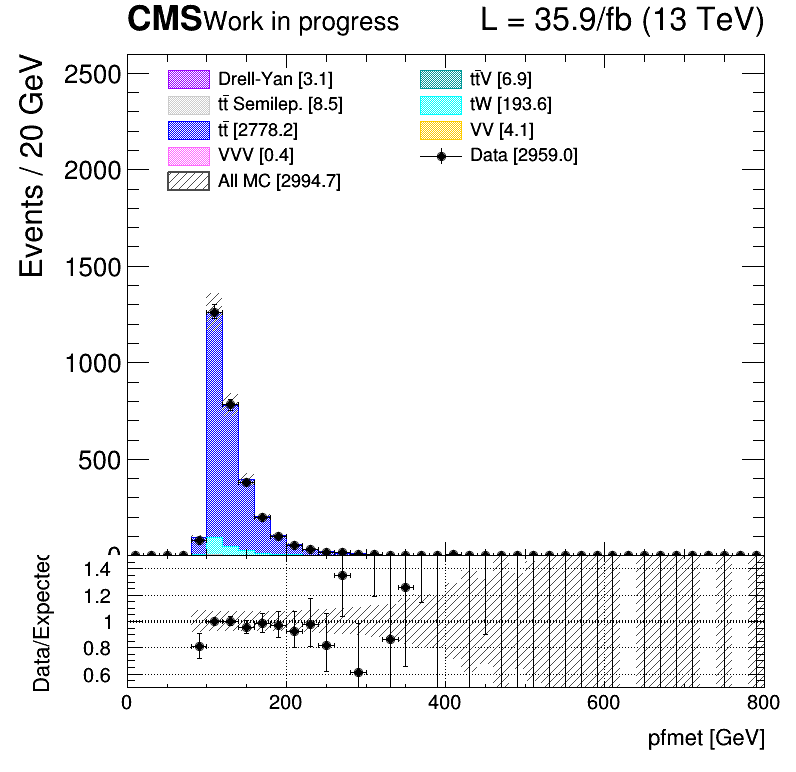 CMS Work in progress L = 35.9/fb (13 TeV)
Events / 20 GeV
2500
2000
1500
1000
500
0
Drell-Yan [3.1]
tt̄ Semilep. [8.5]
tt̄ [2778.2]
VVV [0.4]
All MC [2994.7]
tt̄V [6.9]
tW [193.6]
VV [4.1]
Data [2959.0]
Data/Expected
1.4
1.2
1
0.8
0.6
0 200 400 600 800
pfmet [GeV]